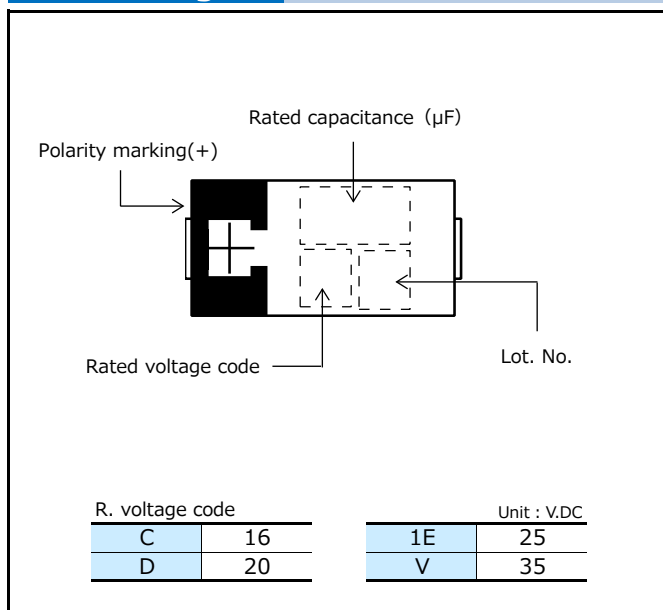 Rated capacitance (μF)
Polarity marking(+)
Rated voltage code
Lot. No.
R. voltage code
Unit : V.DC
C 16 1E 25
D 20 V 35